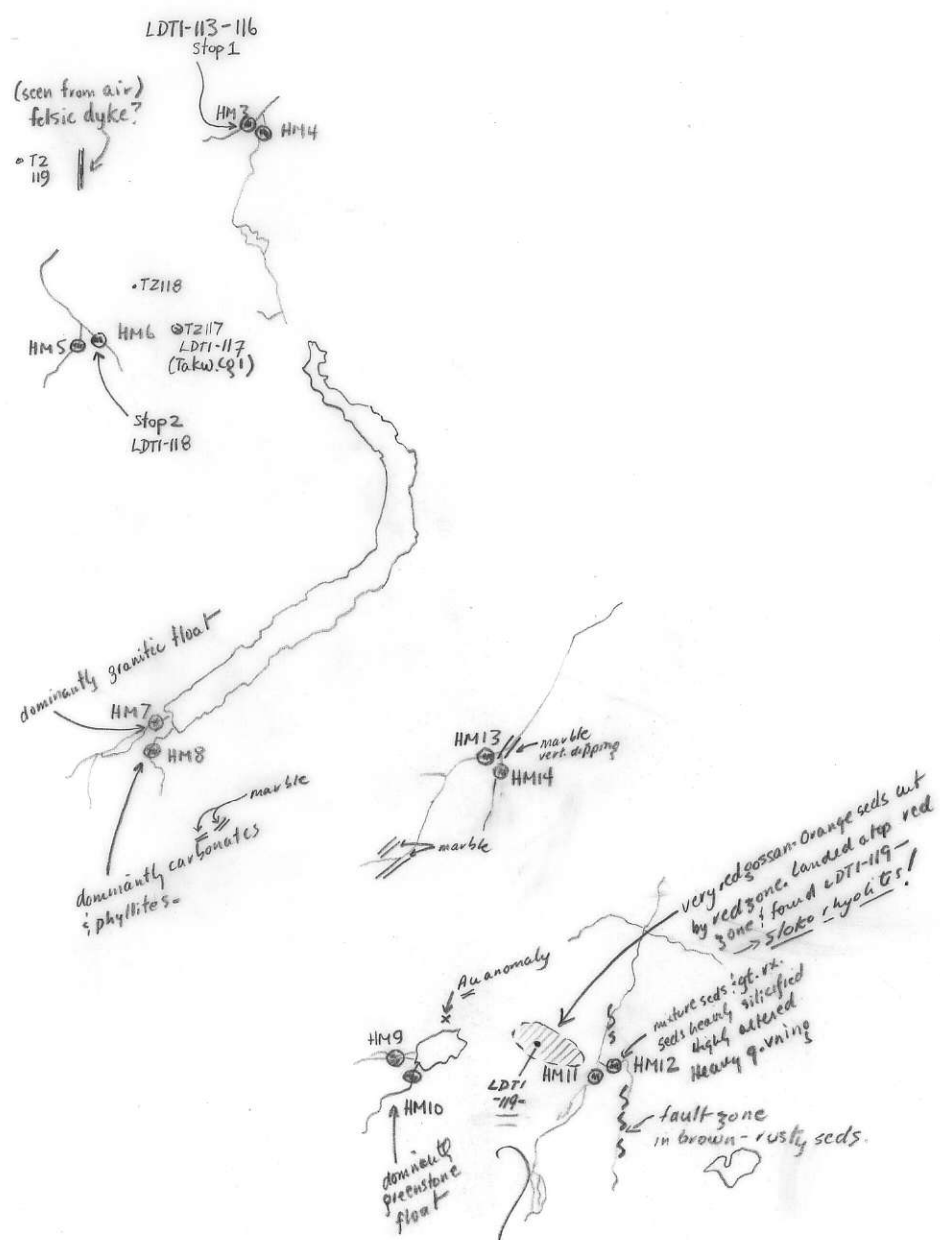 LDT1-113-116
Stop 1
(seen from air)
felsic dyke?
HM3
HM4
TZ
119
TZ118
HM5
HM6
TZ117
LDT1-117
(Takw. Cgl)
Stop 2
LDT1-118
dominantly granitic float
HM7
HM8
marble
dominantly carbonates
& phyllites-
HM13
marble
vert. dipping
HM14
marble
very red gossan-Orange seds cut
by red zone. Landed atop red
zone & found LDT1-119-
→ Sloko rhyolites!
Au anomaly
x
mixture seds & gt. rx.
seds heavily silicified
Highly altered
Heavy q.vning
HM9
HM10
LDT1
-119-
HM11
HM12
fault zone
in brown-rusty seds.
dominantly
greenstone
float